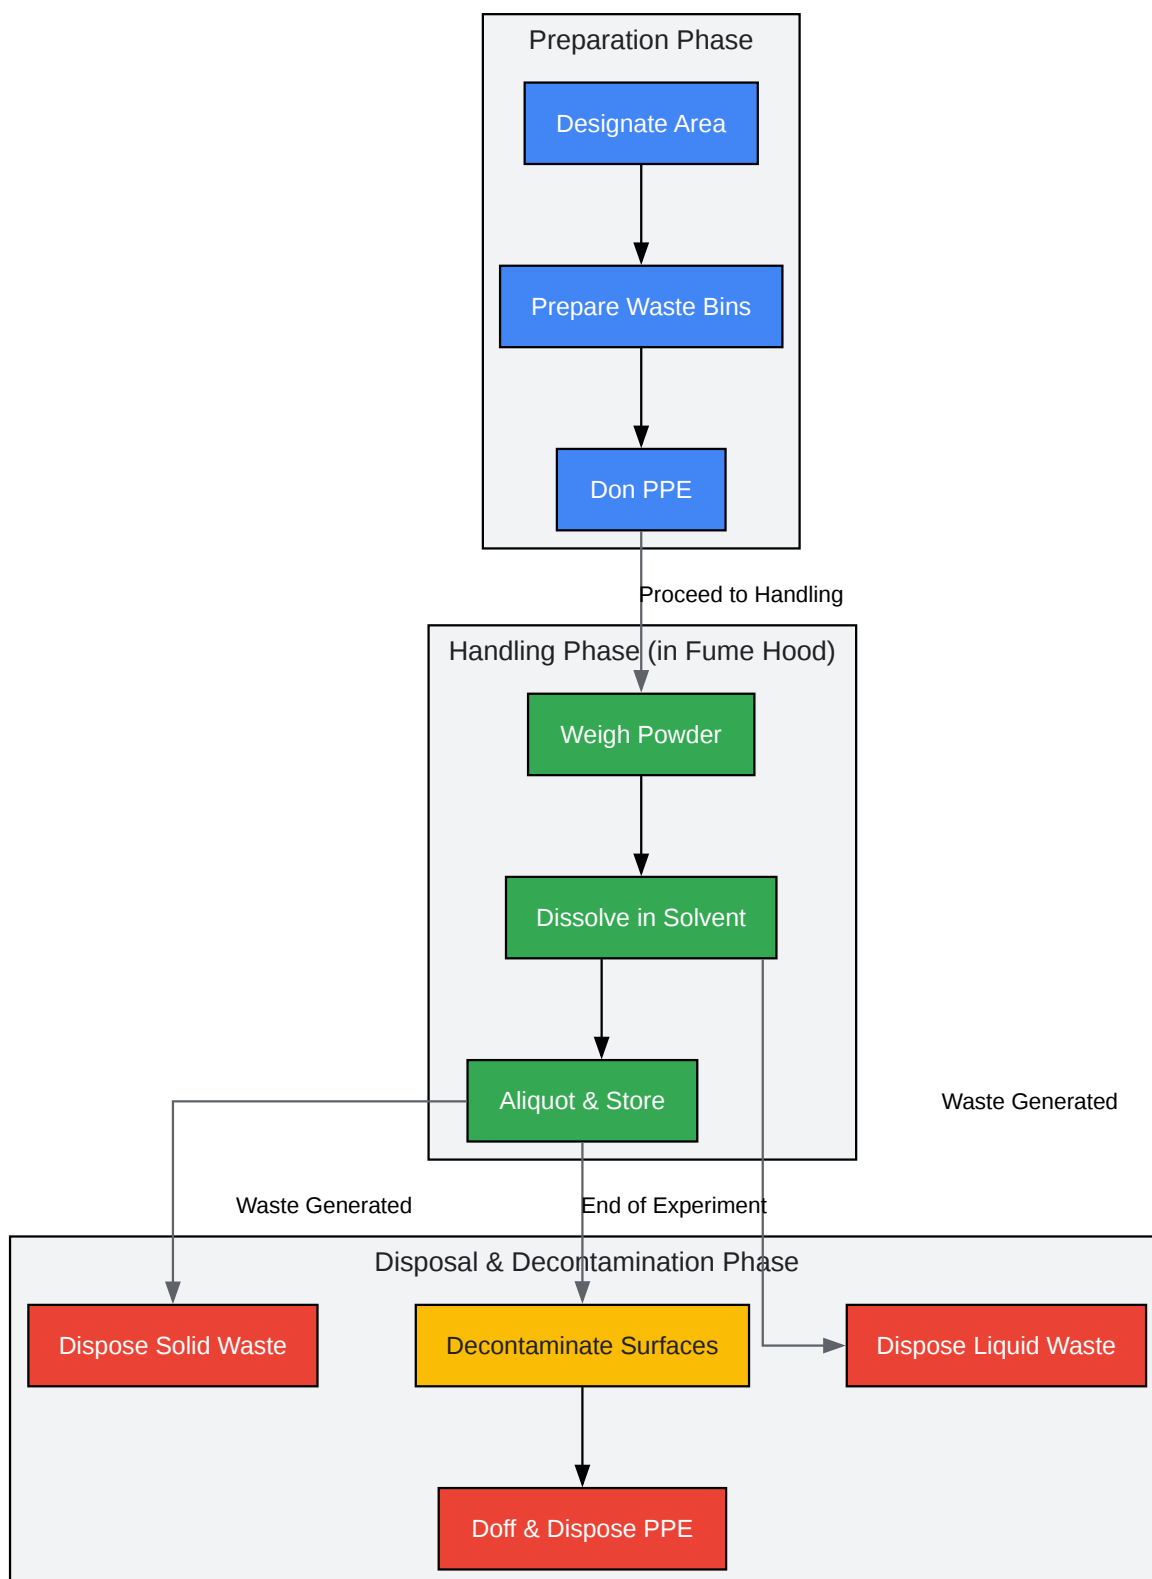 Preparation Phase
Designate Area
Prepare Waste Bins
Don PPE
Proceed to Handling
Handling Phase (in Fume Hood)
Weigh Powder
Dissolve in Solvent
Aliquot & Store
Waste Generated
Waste Generated
End of Experiment
Disposal & Decontamination Phase
Dispose Solid Waste
Decontaminate Surfaces
Dispose Liquid Waste
Doff & Dispose PPE